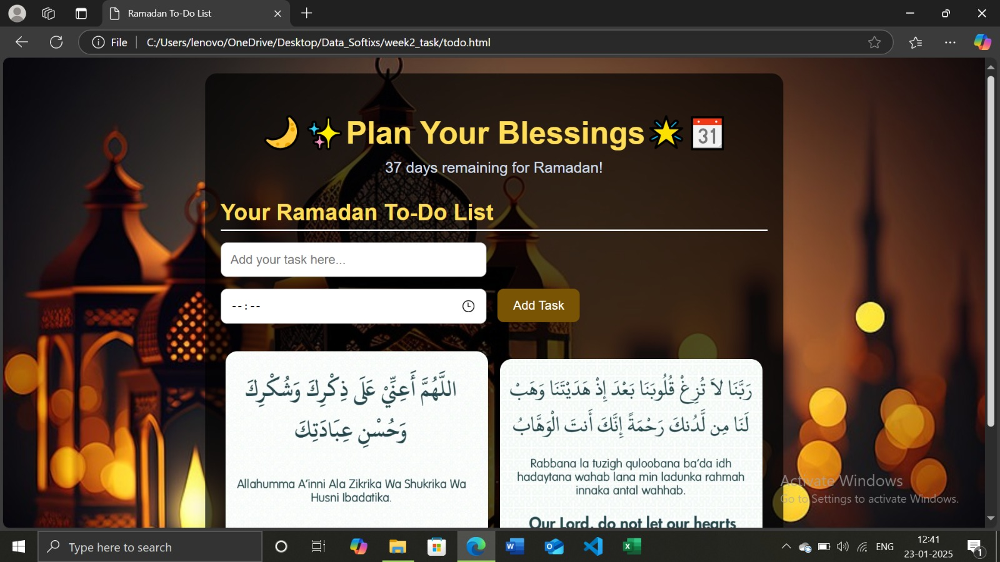 Ramadan To-Do List
File
C:/Users/lenovo/OneDrive/Desktop/Data_Softixs/week2_task/todo.html
Plan Your Blessings
31
37 days remaining for Ramadan!
Your Ramadan To-Do List
Add your task here...
--:--
Add Task
اللَّهُمَّ أَعِنِّيْ عَلَى ذِكْرِكَ وَشُكْرِكَ
وَحُسْنِ عِبَادَتِكَ
Allahumma A’inni Ala Zikrika Wa Shukrika Wa
Husni Ibadatika.
رَبَّنَا لاَ تُزِغْ قُلُوبَنَا بَعْدَ إِذْ هَدَيْتَنَا وَهَبْ
لَنَا مِن لَّدُنكَ رَحْمَةً إِنَّكَ أَنتَ الْوَهَّابُ
Rabbana la tuzigh quloobana ba’da idh
hadaytana wahab lana min ladunka rahmah
innaka antal wahhab.
Our Lord, do not let our hearts
Activate Windows
Go to Settings to activate Windows.
Type here to search
ENG
12:41
23-01-2025
1